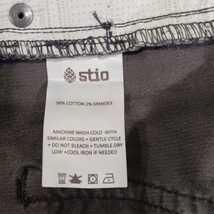 stio
98% COTTON 2% SPANDEX
MACHINE WASH COLD. WITH
SIMILAR COLORS • GENTLE CYCLE
• DO NOT BLEACH • TUMBLE DRY
LOW • COOL IRON IF NEEDED